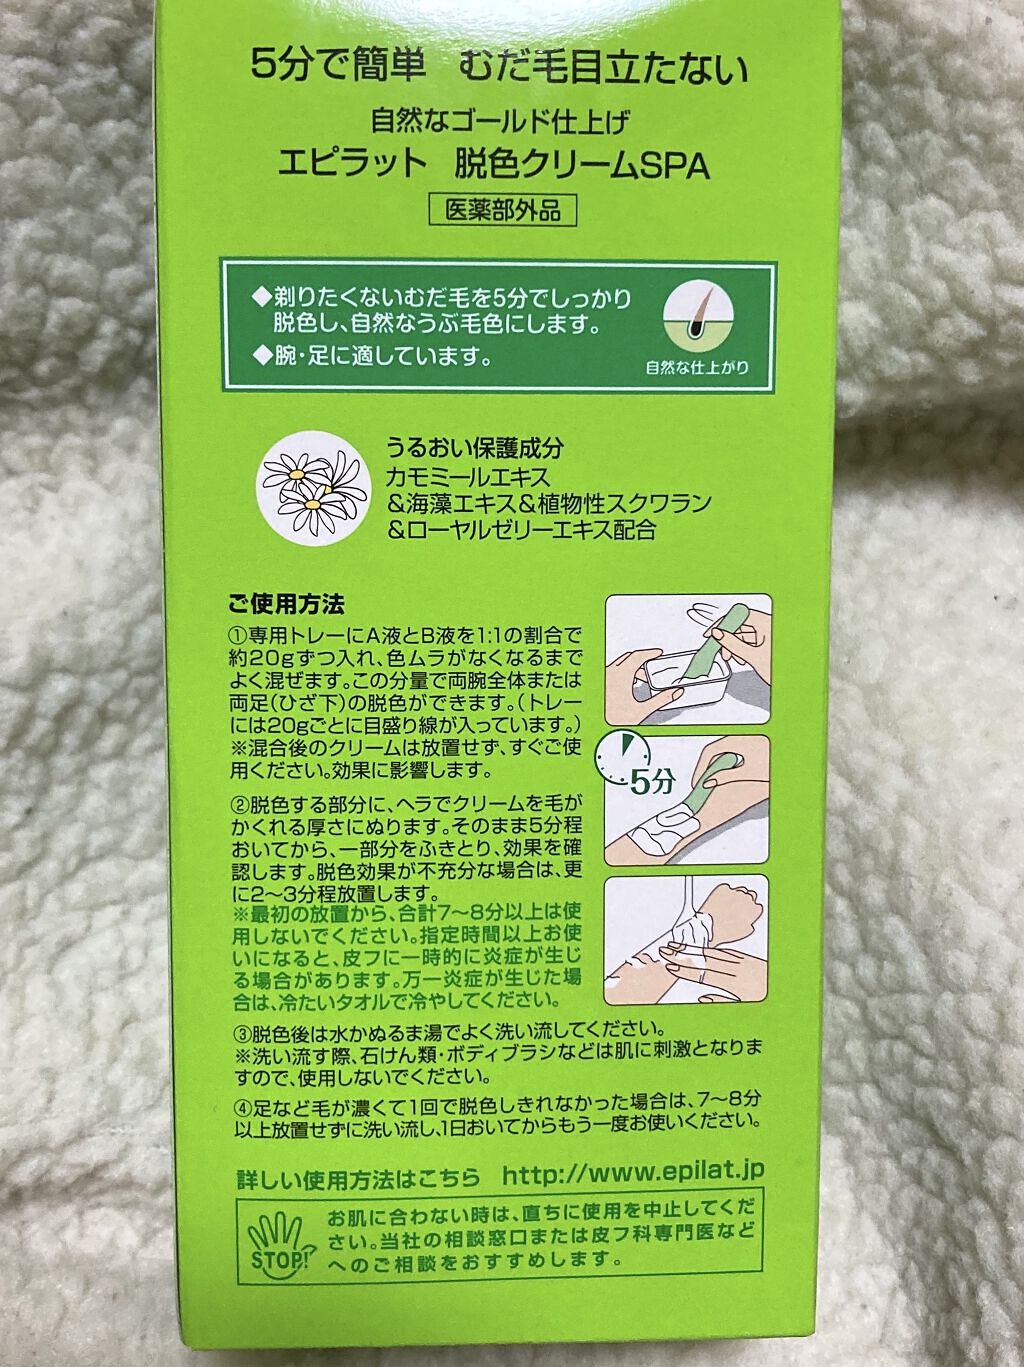 5分で簡単　むだ毛目立たない
自然なゴールド仕上げ
エピラット　脱色クリームSPA
医薬部外品
◆剃りたくないむだ毛を5分でしっかり
脱色し、自然なうぶ毛色にします。
◆腕・足に適しています。
自然な仕上がり
うるおい保護成分
カモミールエキス
&海藻エキス&植物性スクワラン
&ローヤルゼリーエキス配合
ご使用方法
①専用トレーにA液とB液を1:1の割合で
約20gずつ入れ、色ムラがなくなるまで
よく混ぜます。この分量で両腕全体または
両足(ひざ下)の脱色ができます。(トレー
には20gごとに目盛り線が入っています。)
※混合後のクリームは放置せず、すぐご使
用ください。効果に影響します。
②脱色する部分に、ヘラでクリームを毛が
かくれる厚さにぬります。そのまま5分程
おいてから、一部分をふきとり、効果を確
認します。脱色効果が不充分な場合は、更
に2〜3分程放置します。
※最初の放置から、合計7〜8分以上は使
用しないでください。指定時間以上お使
いになると、皮フに一時的に炎症が生じ
る場合があります。万一炎症が生じた場
合は、冷たいタオルで冷やしてください。
5分
③脱色後は水かぬるま湯でよく洗い流してください。
※洗い流す際、石けん類・ボディブラシなどは肌に刺激となりま
すので、使用しないでください。
④足など毛が濃くて1回で脱色しきれなかった場合は、7〜8分
以上放置せずに洗い流し、1日おいてからもう一度お使いください。
詳しい使用方法はこちら　http://www.epilat.jp
STOP!
お肌に合わない時は、直ちに使用を中止してくだ
さい。当社の相談窓口または皮フ科専門医など
へのご相談をおすすめします。